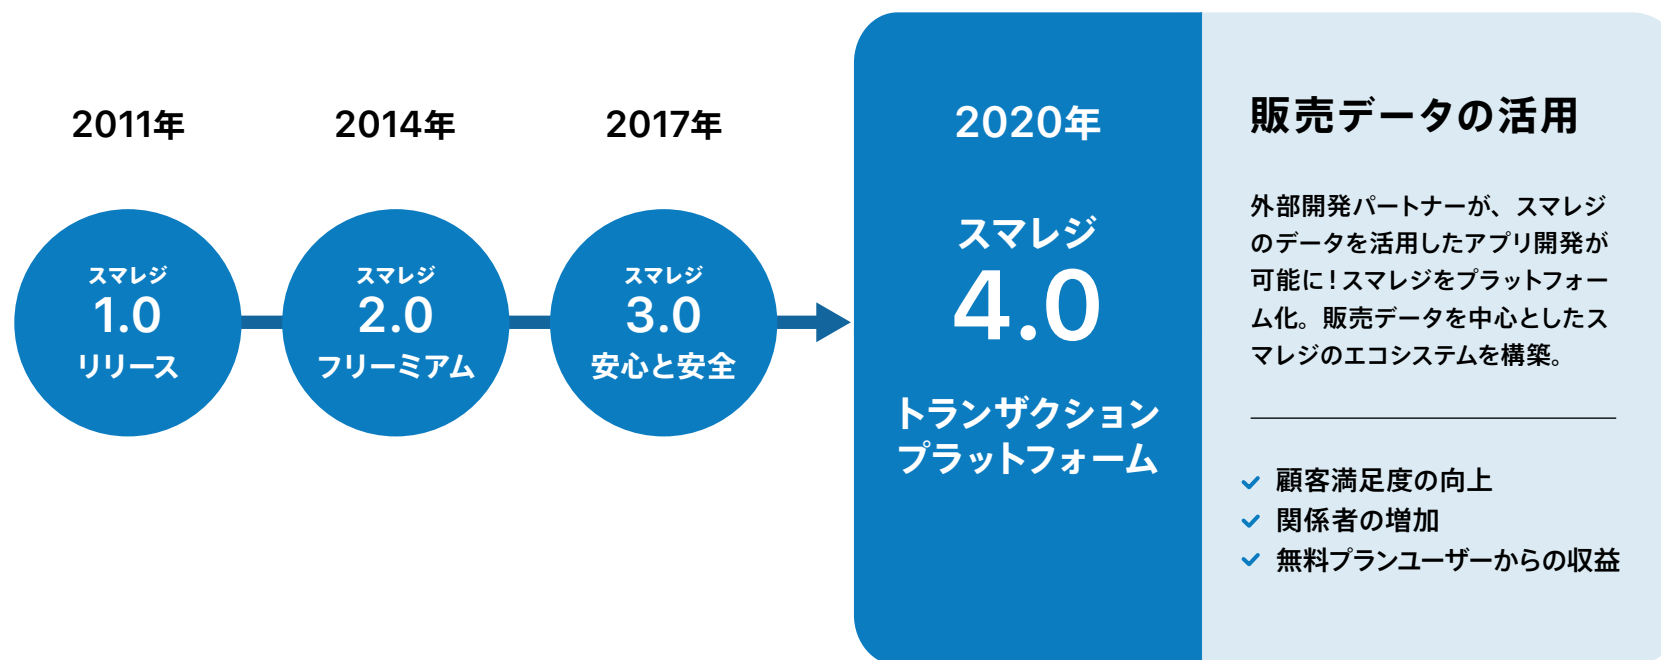 2011年
スマレジ
1.0
リリース
2014年
スマレジ
2.0
フリーミアム
2017年
スマレジ
3.0
安心と安全
2020年
スマレジ
4.0
トランザクション
プラットフォーム
販売データの活用
外部開発パートナーが、スマレジ
のデータを活用したアプリ開発が
可能に！スマレジをプラットフォー
ム化。販売データを中心としたス
マレジのエコシステムを構築。
顧客満足度の向上
関係者の増加
無料プランユーザーからの収益